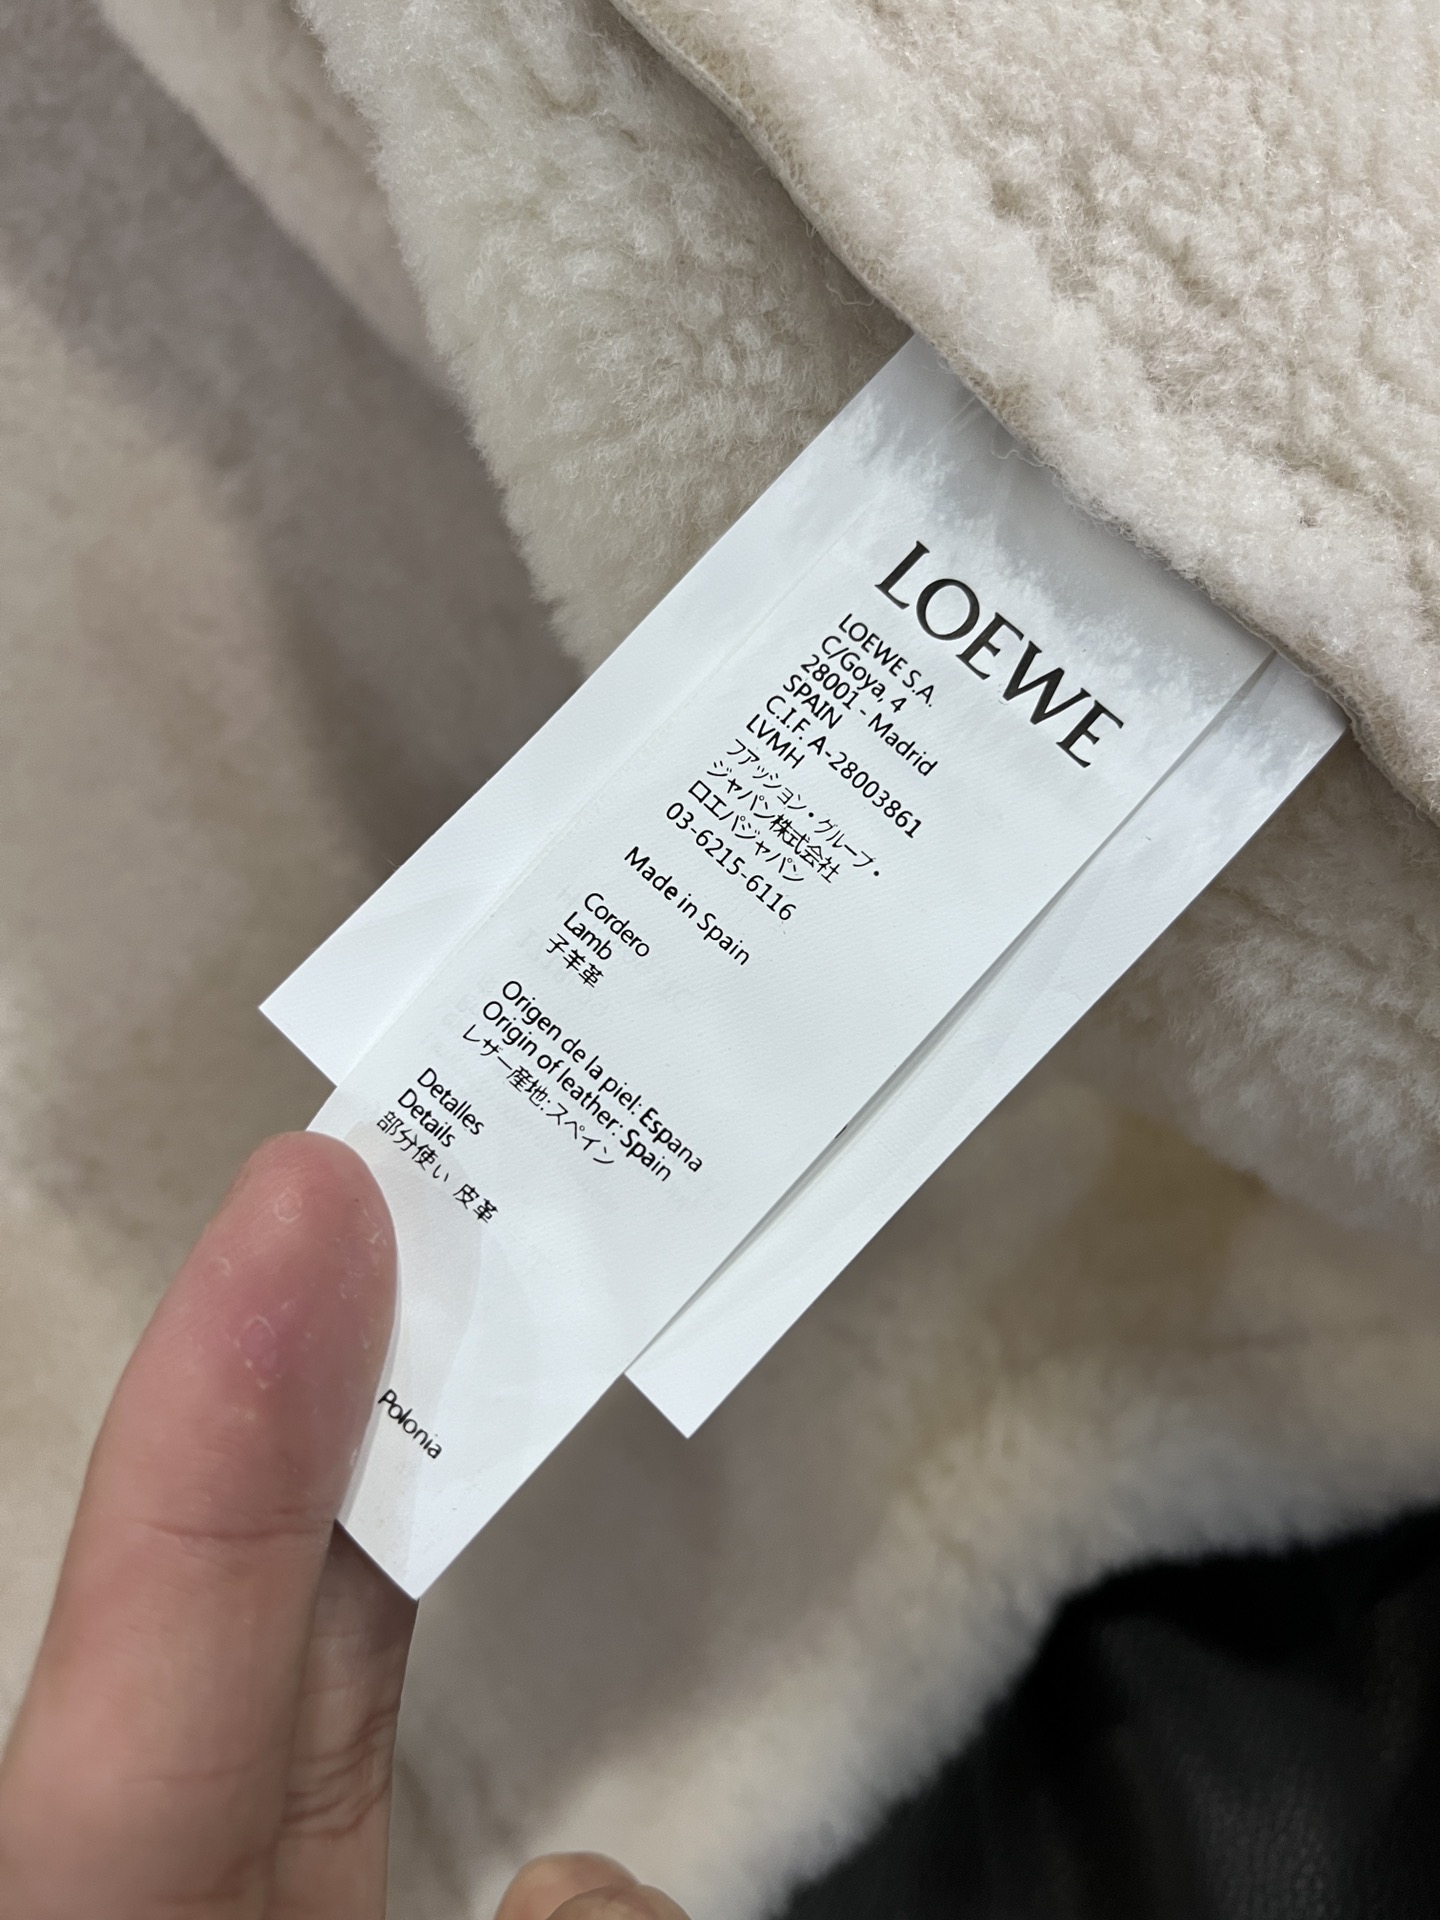 LOEWE
LOEWE S.A.
C/Goya, 4
28001 - Madrid
SPAIN
C.I.F. A-28003861
LVMH
フアッション・グループ・
ジャパン株式会社
ロエバジャパン
03-6215-6116
Made in Spain
Cordero
Lamb
子羊革
Origen de la piel: Espana
Origin of leather: Spain
レザー産地: スペイン
Detalles
Details
部分使い 皮革
Polonia